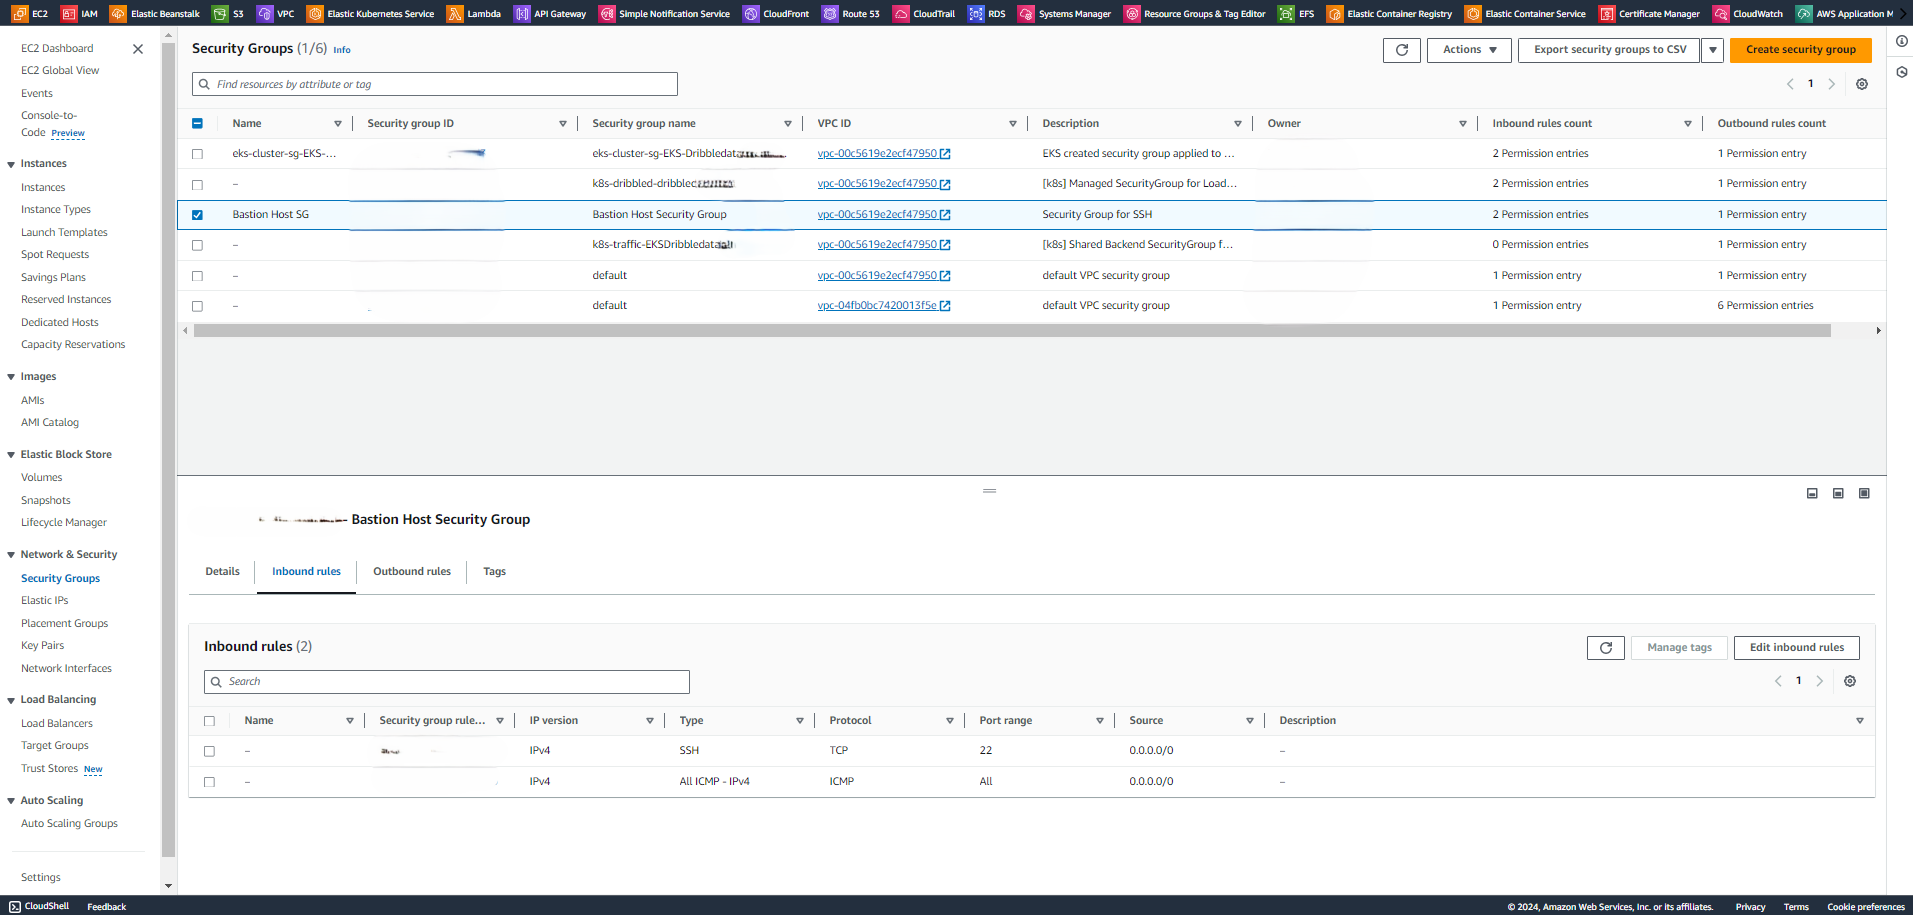 EC2 IAM Elastic Beanstalk S3 VPC Elastic Kubernetes Service Lambda API Gateway Simple Notification Service CloudFront Route 53 CloudTrail RDS Systems Manager Resource Groups & Tag Editor EFS Elastic Container Registry Elastic Container Service Certificate Manager CloudWatch AWS Application M
EC2 Dashboard
EC2 Global View
Events
Console-to-
Code Preview
Instances
Instances
Instance Types
Launch Templates
Spot Requests
Savings Plans
Reserved Instances
Dedicated Hosts
Capacity Reservations
Images
AMIs
AMI Catalog
Elastic Block Store
Volumes
Snapshots
Lifecycle Manager
Network & Security
Security Groups
Elastic IPs
Placement Groups
Key Pairs
Network Interfaces
Load Balancing
Load Balancers
Target Groups
Trust Stores New
Auto Scaling
Auto Scaling Groups
Settings
Security Groups (1/6) Info
Actions Export security groups to CSV Create security group
Find resources by attribute or tag
1
Name Security group ID Security group name VPC ID Description Owner Inbound rules count Outbound rules count
eks-cluster-sg-EKS-... eks-cluster-sg-EKS-Dribbledat vpc-00c5619e2ecf47950 EKS created security group applied to ... 2 Permission entries 1 Permission entry
– k8s-dribbled-dribbled vpc-00c5619e2ecf47950 [k8s] Managed SecurityGroup for Load... 2 Permission entries 1 Permission entry
Bastion Host SG Bastion Host Security Group vpc-00c5619e2ecf47950 Security Group for SSH 2 Permission entries 1 Permission entry
– k8s-traffic-EKSDribbledata vpc-00c5619e2ecf47950 [k8s] Shared Backend SecurityGroup f... 0 Permission entries 1 Permission entry
– default vpc-00c5619e2ecf47950 default VPC security group 1 Permission entry 1 Permission entry
– default vpc-04fb0bc7420013f5e default VPC security group 1 Permission entry 6 Permission entries
Bastion Host Security Group
Details Inbound rules Outbound rules Tags
Inbound rules (2)
Manage tags Edit inbound rules
Search
1
Name Security group rule... IP version Type Protocol Port range Source Description
– IPv4 SSH TCP 22 0.0.0.0/0 –
– IPv4 All ICMP - IPv4 ICMP All 0.0.0.0/0 –
CloudShell Feedback © 2024, Amazon Web Services, Inc. or its affiliates. Privacy Terms Cookie preferences